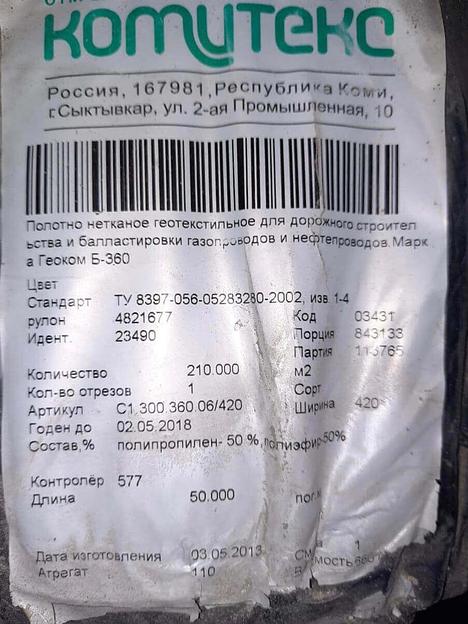 КОМИТЕКС
Россия, 167981, Республика Коми,
г.Сыктывкар, ул. 2-ая Промышленная, 10
Полотно нетканое геотекстильное для дорожного строител
ьства и балластировки газопроводов и нефтепроводов.Марк
а Геоком Б-360
Цвет
Стандарт ТУ 8397-056-05283280-2002, изв 1-4
рулон 4821677 Код 03431
Идент. 23490 Порция 843133
Партия
Количество 210.000 м2
Кол-во отрезов 1 Сорт
Артикул С1.300.360.06/420 Ширина 420
Годен до 02.05.2018
Состав,% полипропилен- 50 %,полиэфир-50%
Контролёр 577
Длина 50.000
Дата изготовления 03.05.2013 1
Агрегат 110